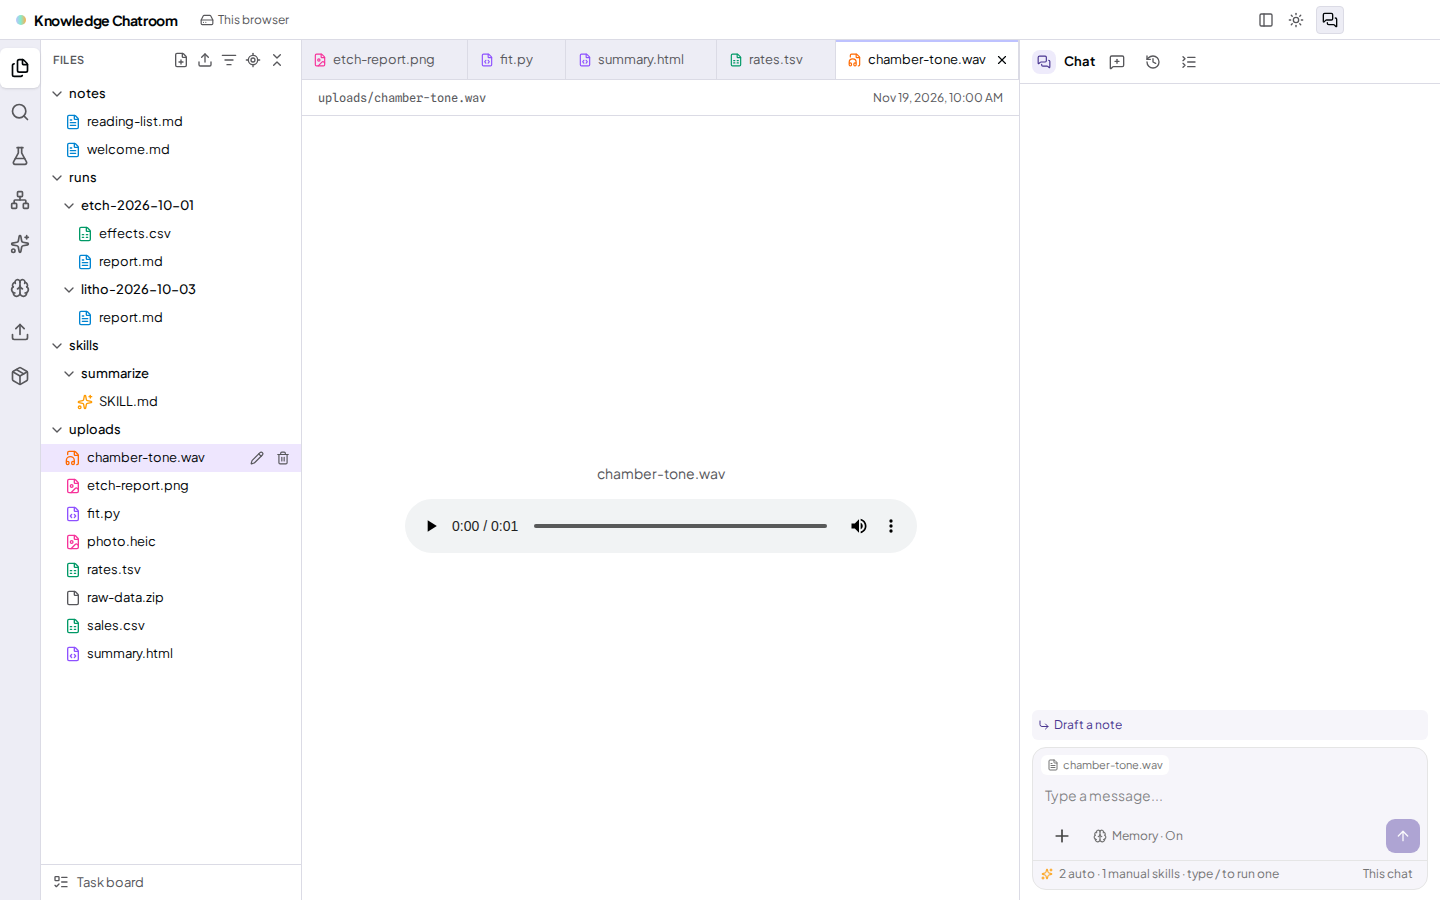 Knowledge Chatroom
This browser
FILES
notes
reading-list.md
welcome.md
runs
etch-2026-10-01
effects.csv
report.md
litho-2026-10-03
report.md
skills
summarize
SKILL.md
uploads
chamber-tone.wav
etch-report.png
fit.py
photo.heic
rates.tsv
raw-data.zip
sales.csv
summary.html
Task board
etch-report.png
fit.py
summary.html
rates.tsv
chamber-tone.wav
uploads/chamber-tone.wav
Nov 19, 2026, 10:00 AM
chamber-tone.wav
0:00 / 0:01
Chat
Draft a note
chamber-tone.wav
Type a message...
Memory · On
2 auto · 1 manual skills · type / to run one
This chat